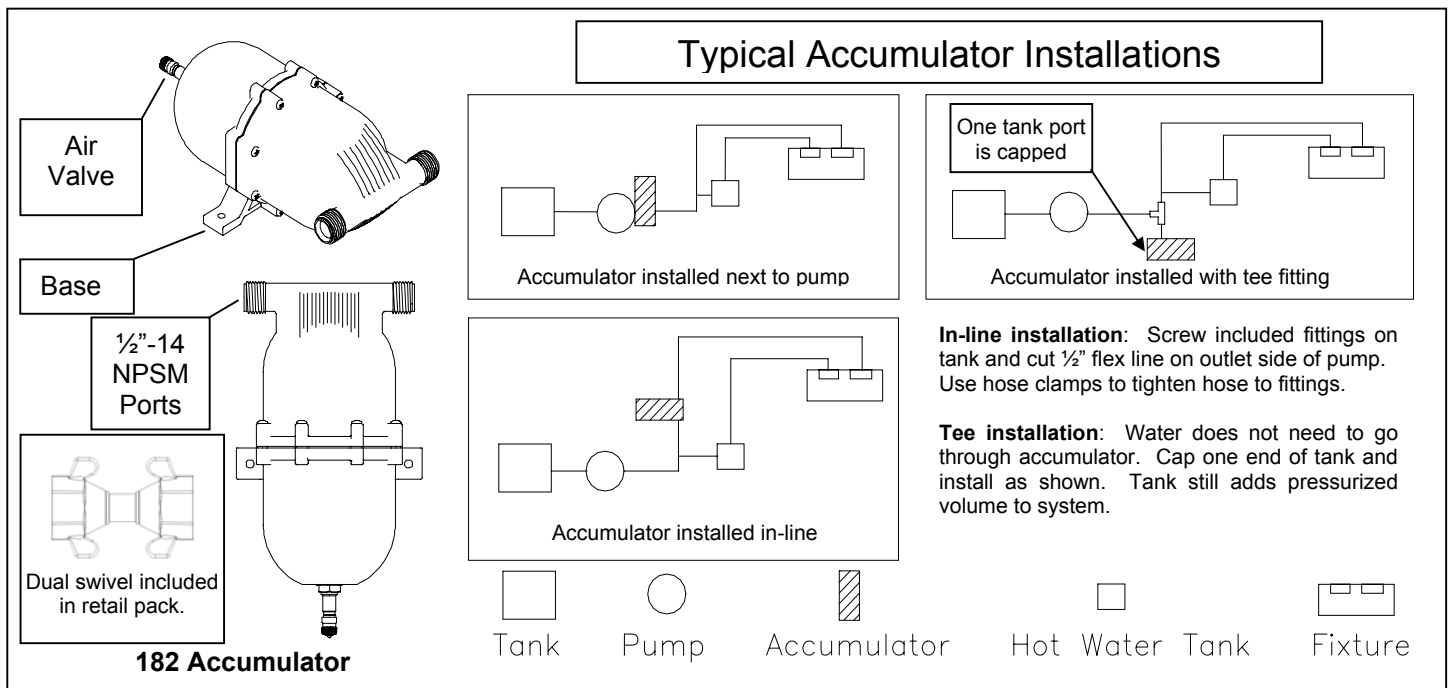 Typical Accumulator Installations
Air
Valve
Base
½”-14
NPSM
Ports
Dual swivel included
in retail pack.
182 Accumulator
Accumulator installed next to pump
One tank port
is capped
Accumulator installed with tee fitting
Accumulator installed in-line
In-line installation: Screw included fittings on
tank and cut ½” flex line on outlet side of pump.
Use hose clamps to tighten hose to fittings.
Tee installation: Water does not need to go
through accumulator. Cap one end of tank and
install as shown. Tank still adds pressurized
volume to system.
Tank Pump Accumulator Hot Water Tank Fixture